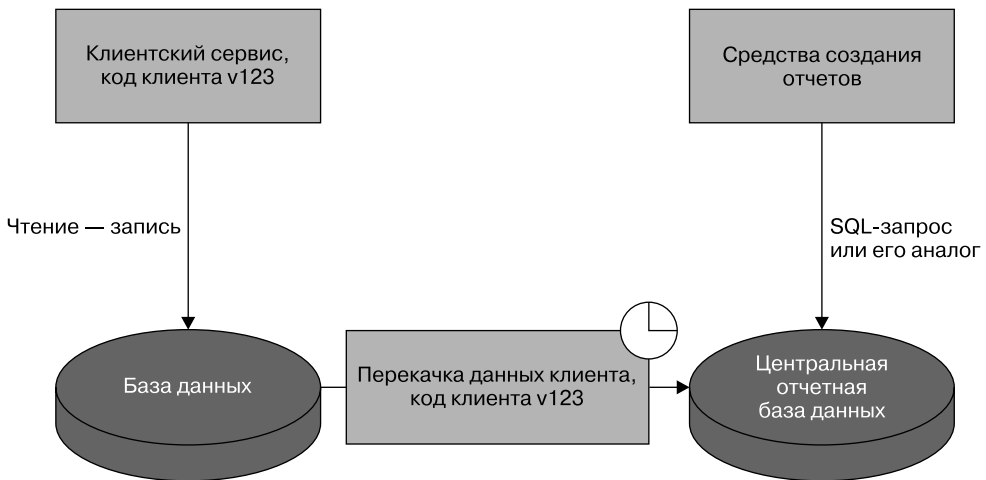 Клиентский сервис,
код клиента v123
Средства создания
отчетов
Чтение — запись
SQL-запрос
или его аналог
База данных
Перекачка данных клиента,
код клиента v123
Центральная
отчетная
база данных